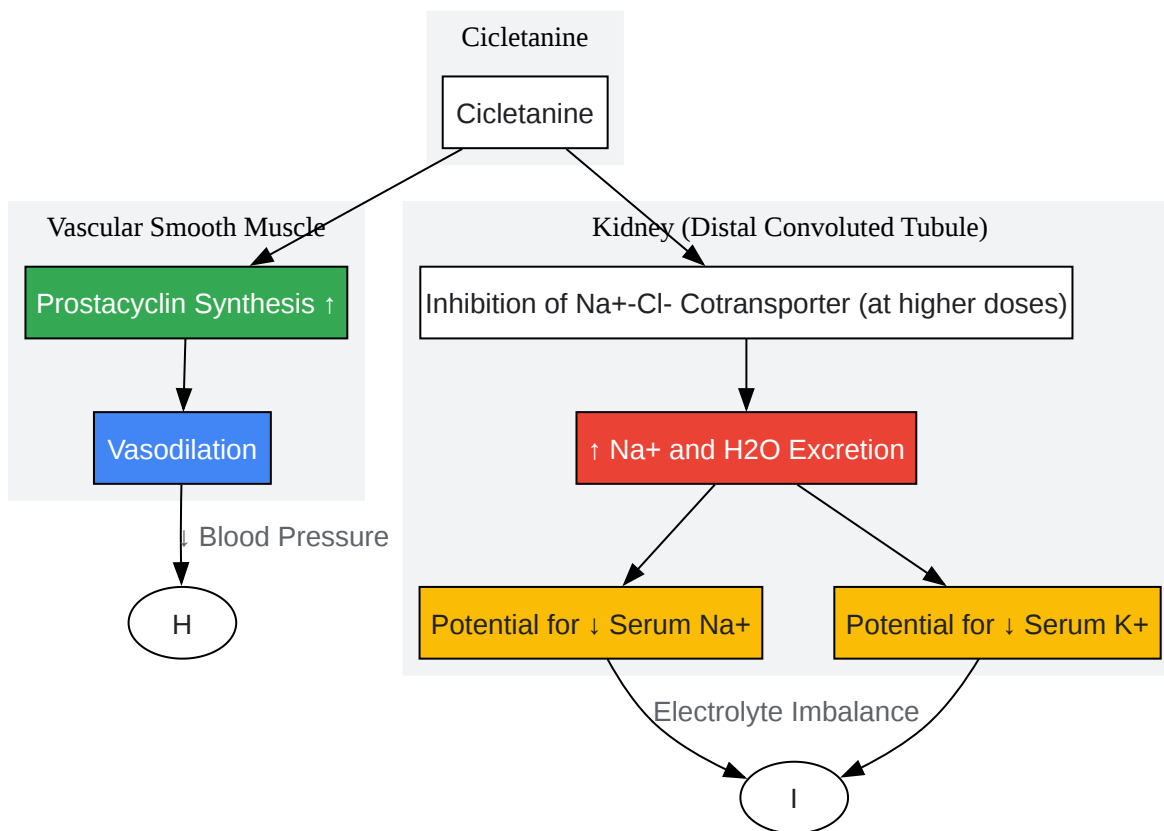 Cicletanine
Cicletanine
Vascular Smooth Muscle
Kidney (Distal Convoluted Tubule)
Prostacyclin Synthesis ↑
Inhibition of Na+-Cl- Cotransporter (at higher doses)
Vasodilation
↑ Na+ and H2O Excretion
↓ Blood Pressure
H
Potential for ↓ Serum Na+
Potential for ↓ Serum K+
Electrolyte Imbalance
I